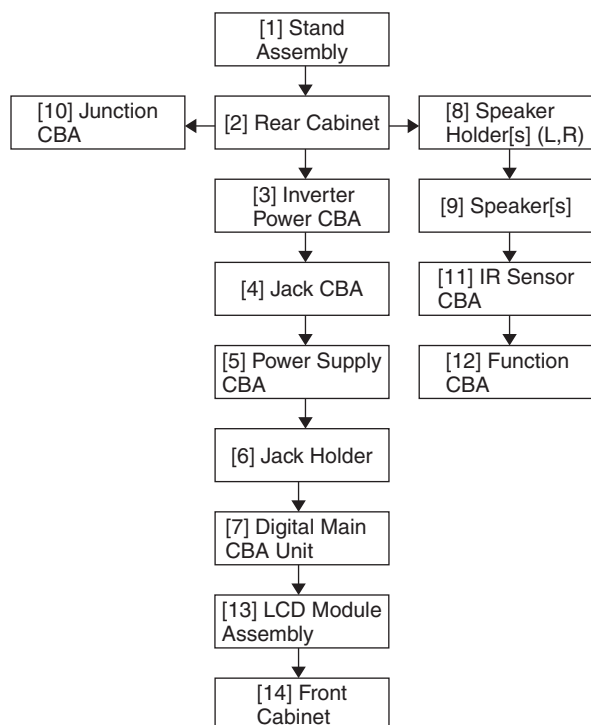 [1] Stand
Assembly
[10] Junction
CBA
[2] Rear Cabinet
[8] Speaker
Holder[s] (L,R)
[3] Inverter
Power CBA
[9] Speaker[s]
[4] Jack CBA
[11] IR Sensor
CBA
[5] Power Supply
CBA
[12] Function
CBA
[6] Jack Holder
[7] Digital Main
CBA Unit
[13] LCD Module
Assembly
[14] Front
Cabinet